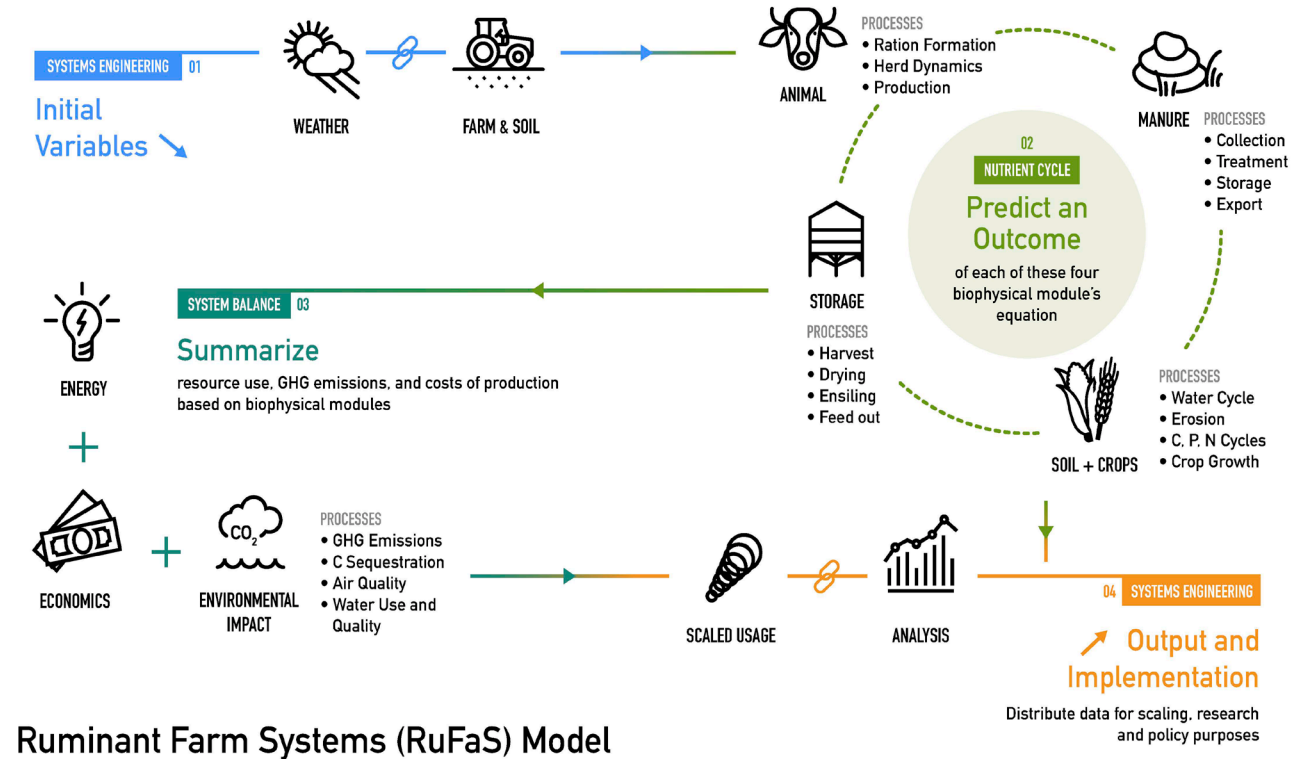 SYSTEMS ENGINEERING 01
Initial
Variables
WEATHER
FARM & SOIL
ANIMAL
PROCESSES
• Ration Formation
• Herd Dynamics
• Production
MANURE
PROCESSES
• Collection
• Treatment
• Storage
• Export
02
NUTRIENT CYCLE
Predict an
Outcome
of each of these four
biophysical module's
equation
STORAGE
PROCESSES
• Harvest
• Drying
• Ensiling
• Feed out
SOIL + CROPS
PROCESSES
• Water Cycle
• Erosion
• C, P, N Cycles
• Crop Growth
SYSTEM BALANCE 03
Summarize
resource use, GHG emissions, and costs of production
based on biophysical modules
ENERGY
+
ECONOMICS
+
CO₂
ENVIRONMENTAL
IMPACT
PROCESSES
• GHG Emissions
• C Sequestration
• Air Quality
• Water Use and
Quality
SCALED USAGE
ANALYSIS
04 SYSTEMS ENGINEERING
Output and
Implementation
Distribute data for scaling, research
and policy purposes
Ruminant Farm Systems (RuFaS) Model